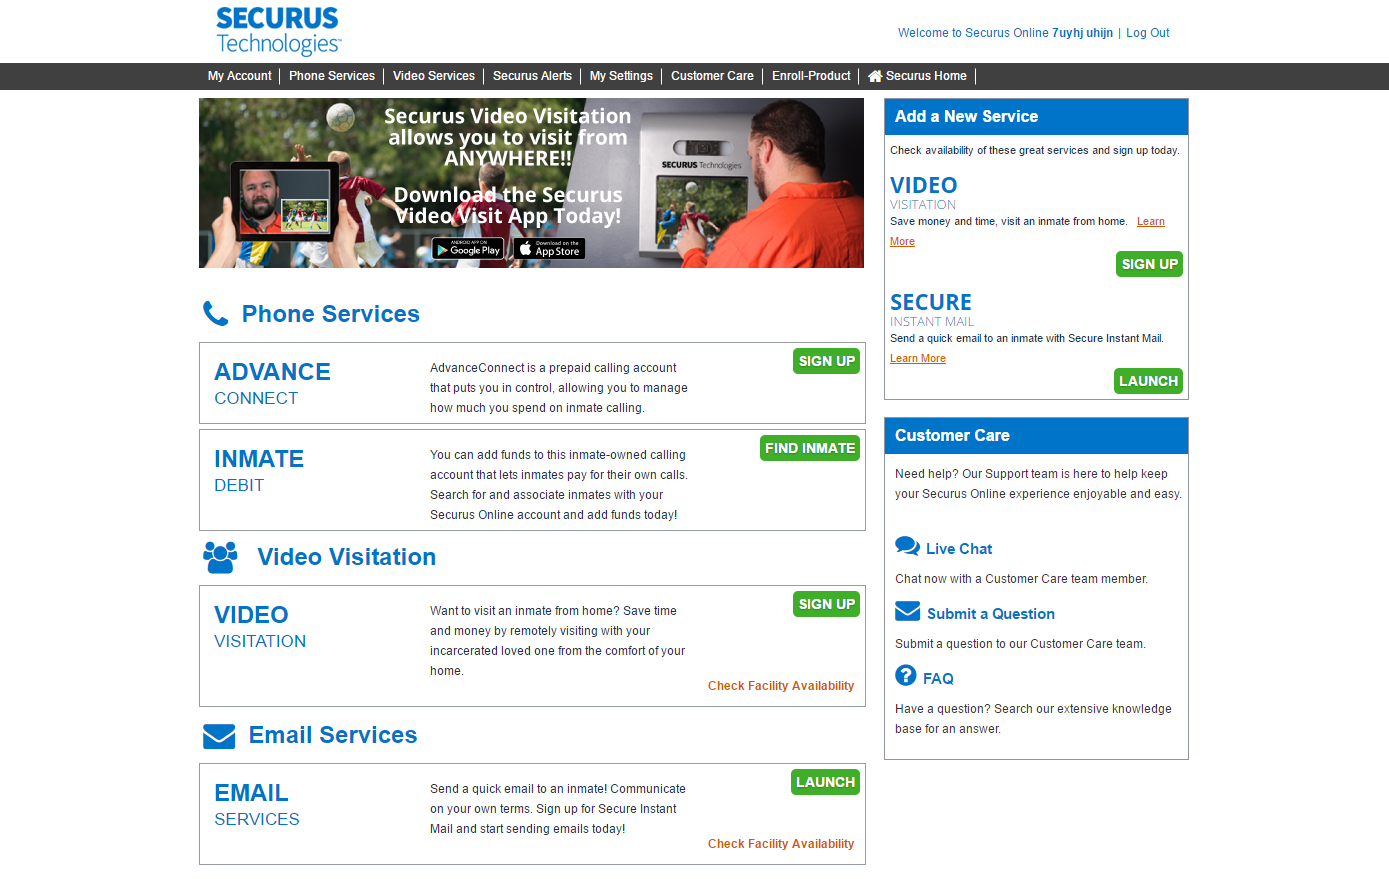 SECURUS
Technologies™
Welcome to Securus Online 7uyhj uhijn | Log Out
My Account | Phone Services | Video Services | Securus Alerts | My Settings | Customer Care | Enroll-Product | Securus Home |
Securus Video Visitation
allows you to visit from
ANYWHERE!!
Download the Securus
Video Visit App Today!
ANDROID APP ON
Google Play
Download on the
App Store
SECURUS Technologies
Phone Services
ADVANCE
CONNECT
AdvanceConnect is a prepaid calling account
that puts you in control, allowing you to manage
how much you spend on inmate calling.
SIGN UP
INMATE
DEBIT
You can add funds to this inmate-owned calling
account that lets inmates pay for their own calls.
Search for and associate inmates with your
Securus Online account and add funds today!
FIND INMATE
Video Visitation
VIDEO
VISITATION
Want to visit an inmate from home? Save time
and money by remotely visiting with your
incarcerated loved one from the comfort of your
home.
SIGN UP
Check Facility Availability
Email Services
EMAIL
SERVICES
Send a quick email to an inmate! Communicate
on your own terms. Sign up for Secure Instant
Mail and start sending emails today!
LAUNCH
Check Facility Availability
Add a New Service
Check availability of these great services and sign up today.
VIDEO
VISITATION
Save money and time, visit an inmate from home. Learn
More
SIGN UP
SECURE
INSTANT MAIL
Send a quick email to an inmate with Secure Instant Mail.
Learn More
LAUNCH
Customer Care
Need help? Our Support team is here to help keep
your Securus Online experience enjoyable and easy.
Live Chat
Chat now with a Customer Care team member.
Submit a Question
Submit a question to our Customer Care team.
FAQ
Have a question? Search our extensive knowledge
base for an answer.